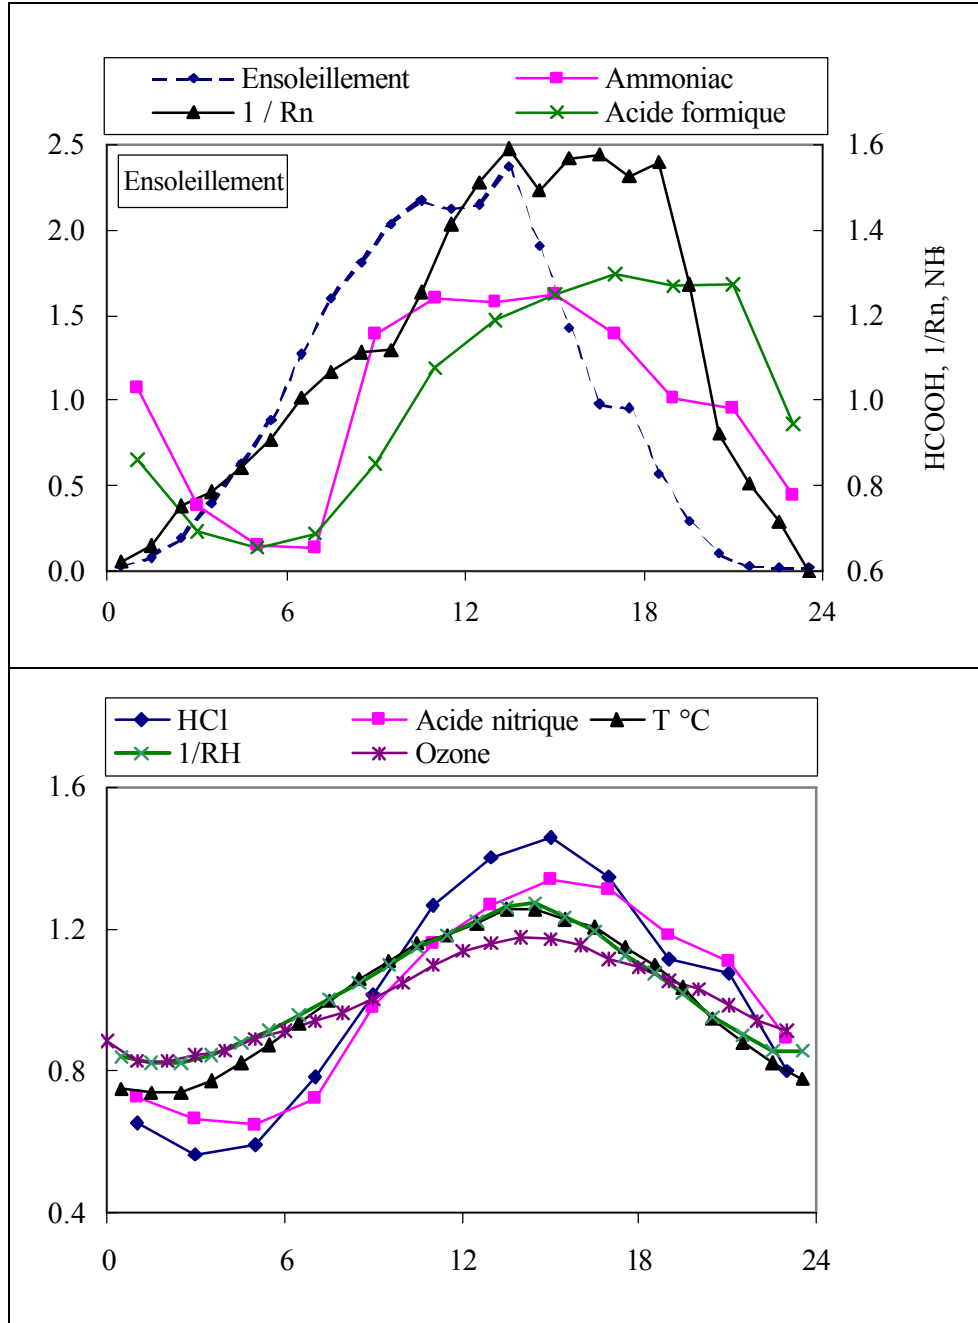 Ensoleillement Ammoniac
1 / Rn Acide formique
2.5 1.6
Ensoleillement
2.0 1.4
1.5 1.2
1.0 1.0
0.5 0.8
0.0 0.6
0 6 12 18 24
HCOOH, 1/Rn, NH3
HCl Acide nitrique T °C
1/RH Ozone
1.6
1.2
0.8
0.4
0 6 12 18 24